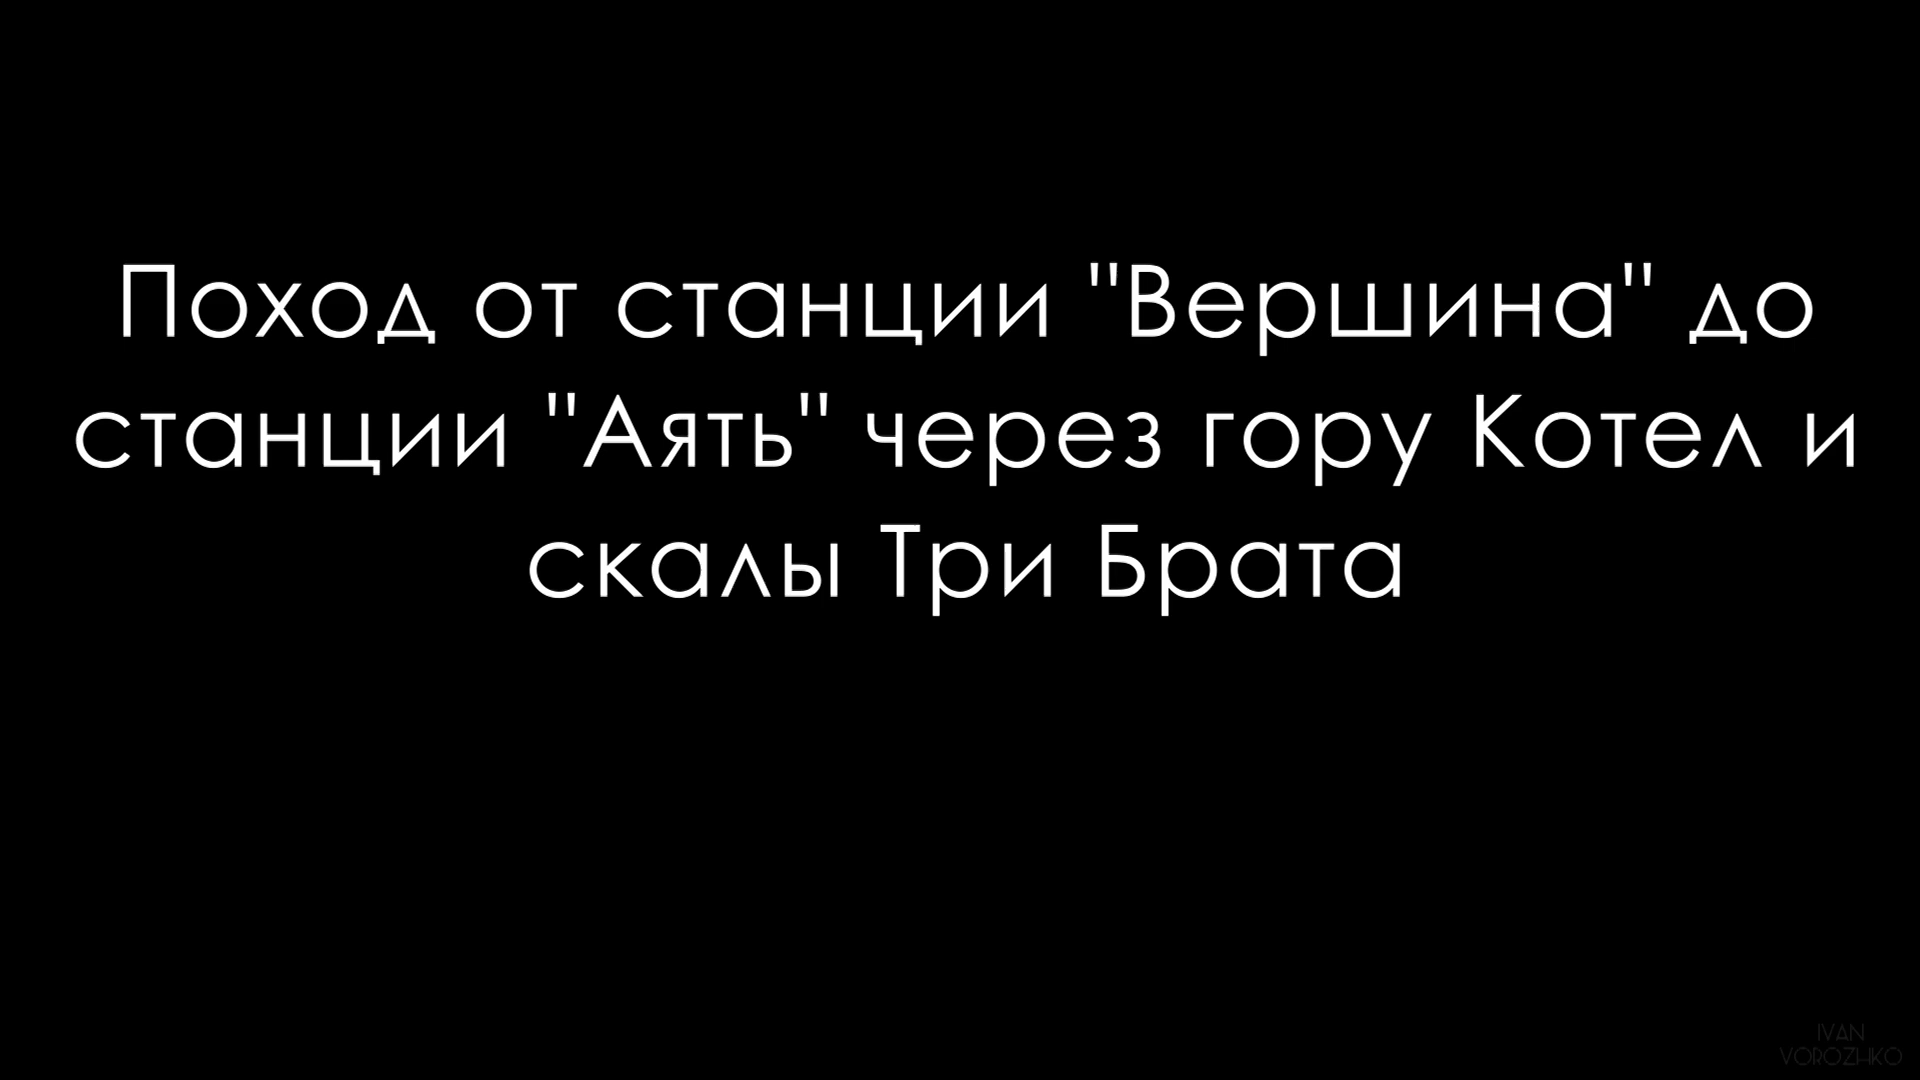 Поход от станции "Вершина" до
станции "Аять" через гору Котел и
скалы Три Брата
IVAN
VOROZHKO